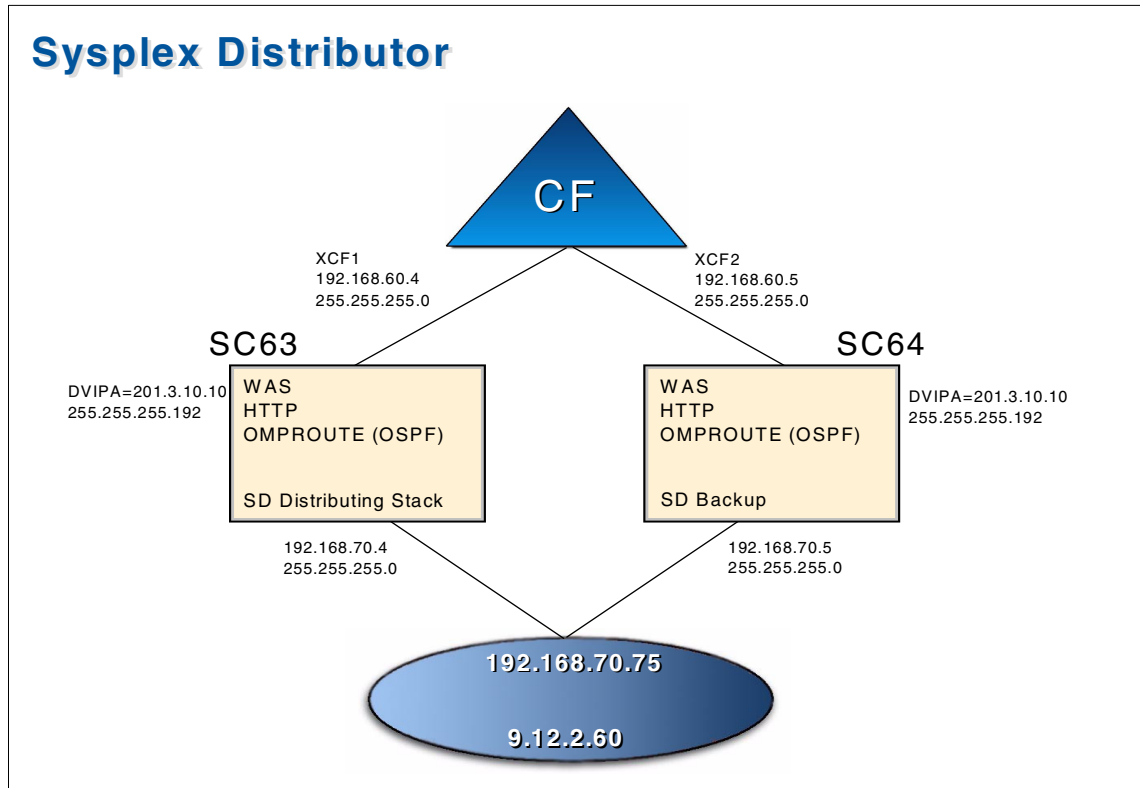 Sysplex Distributor
CF
XCF1
192.168.60.4
255.255.255.0
XCF2
192.168.60.5
255.255.255.0
SC63
SC64
DVIPA=201.3.10.10
255.255.255.192
WAS
HTTP
OMPROUTE (OSPF)
SD Distributing Stack
WAS
HTTP
OMPROUTE (OSPF)
SD Backup
DVIPA=201.3.10.10
255.255.255.192
192.168.70.4
255.255.255.0
192.168.70.5
255.255.255.0
192.168.70.75
9.12.2.60